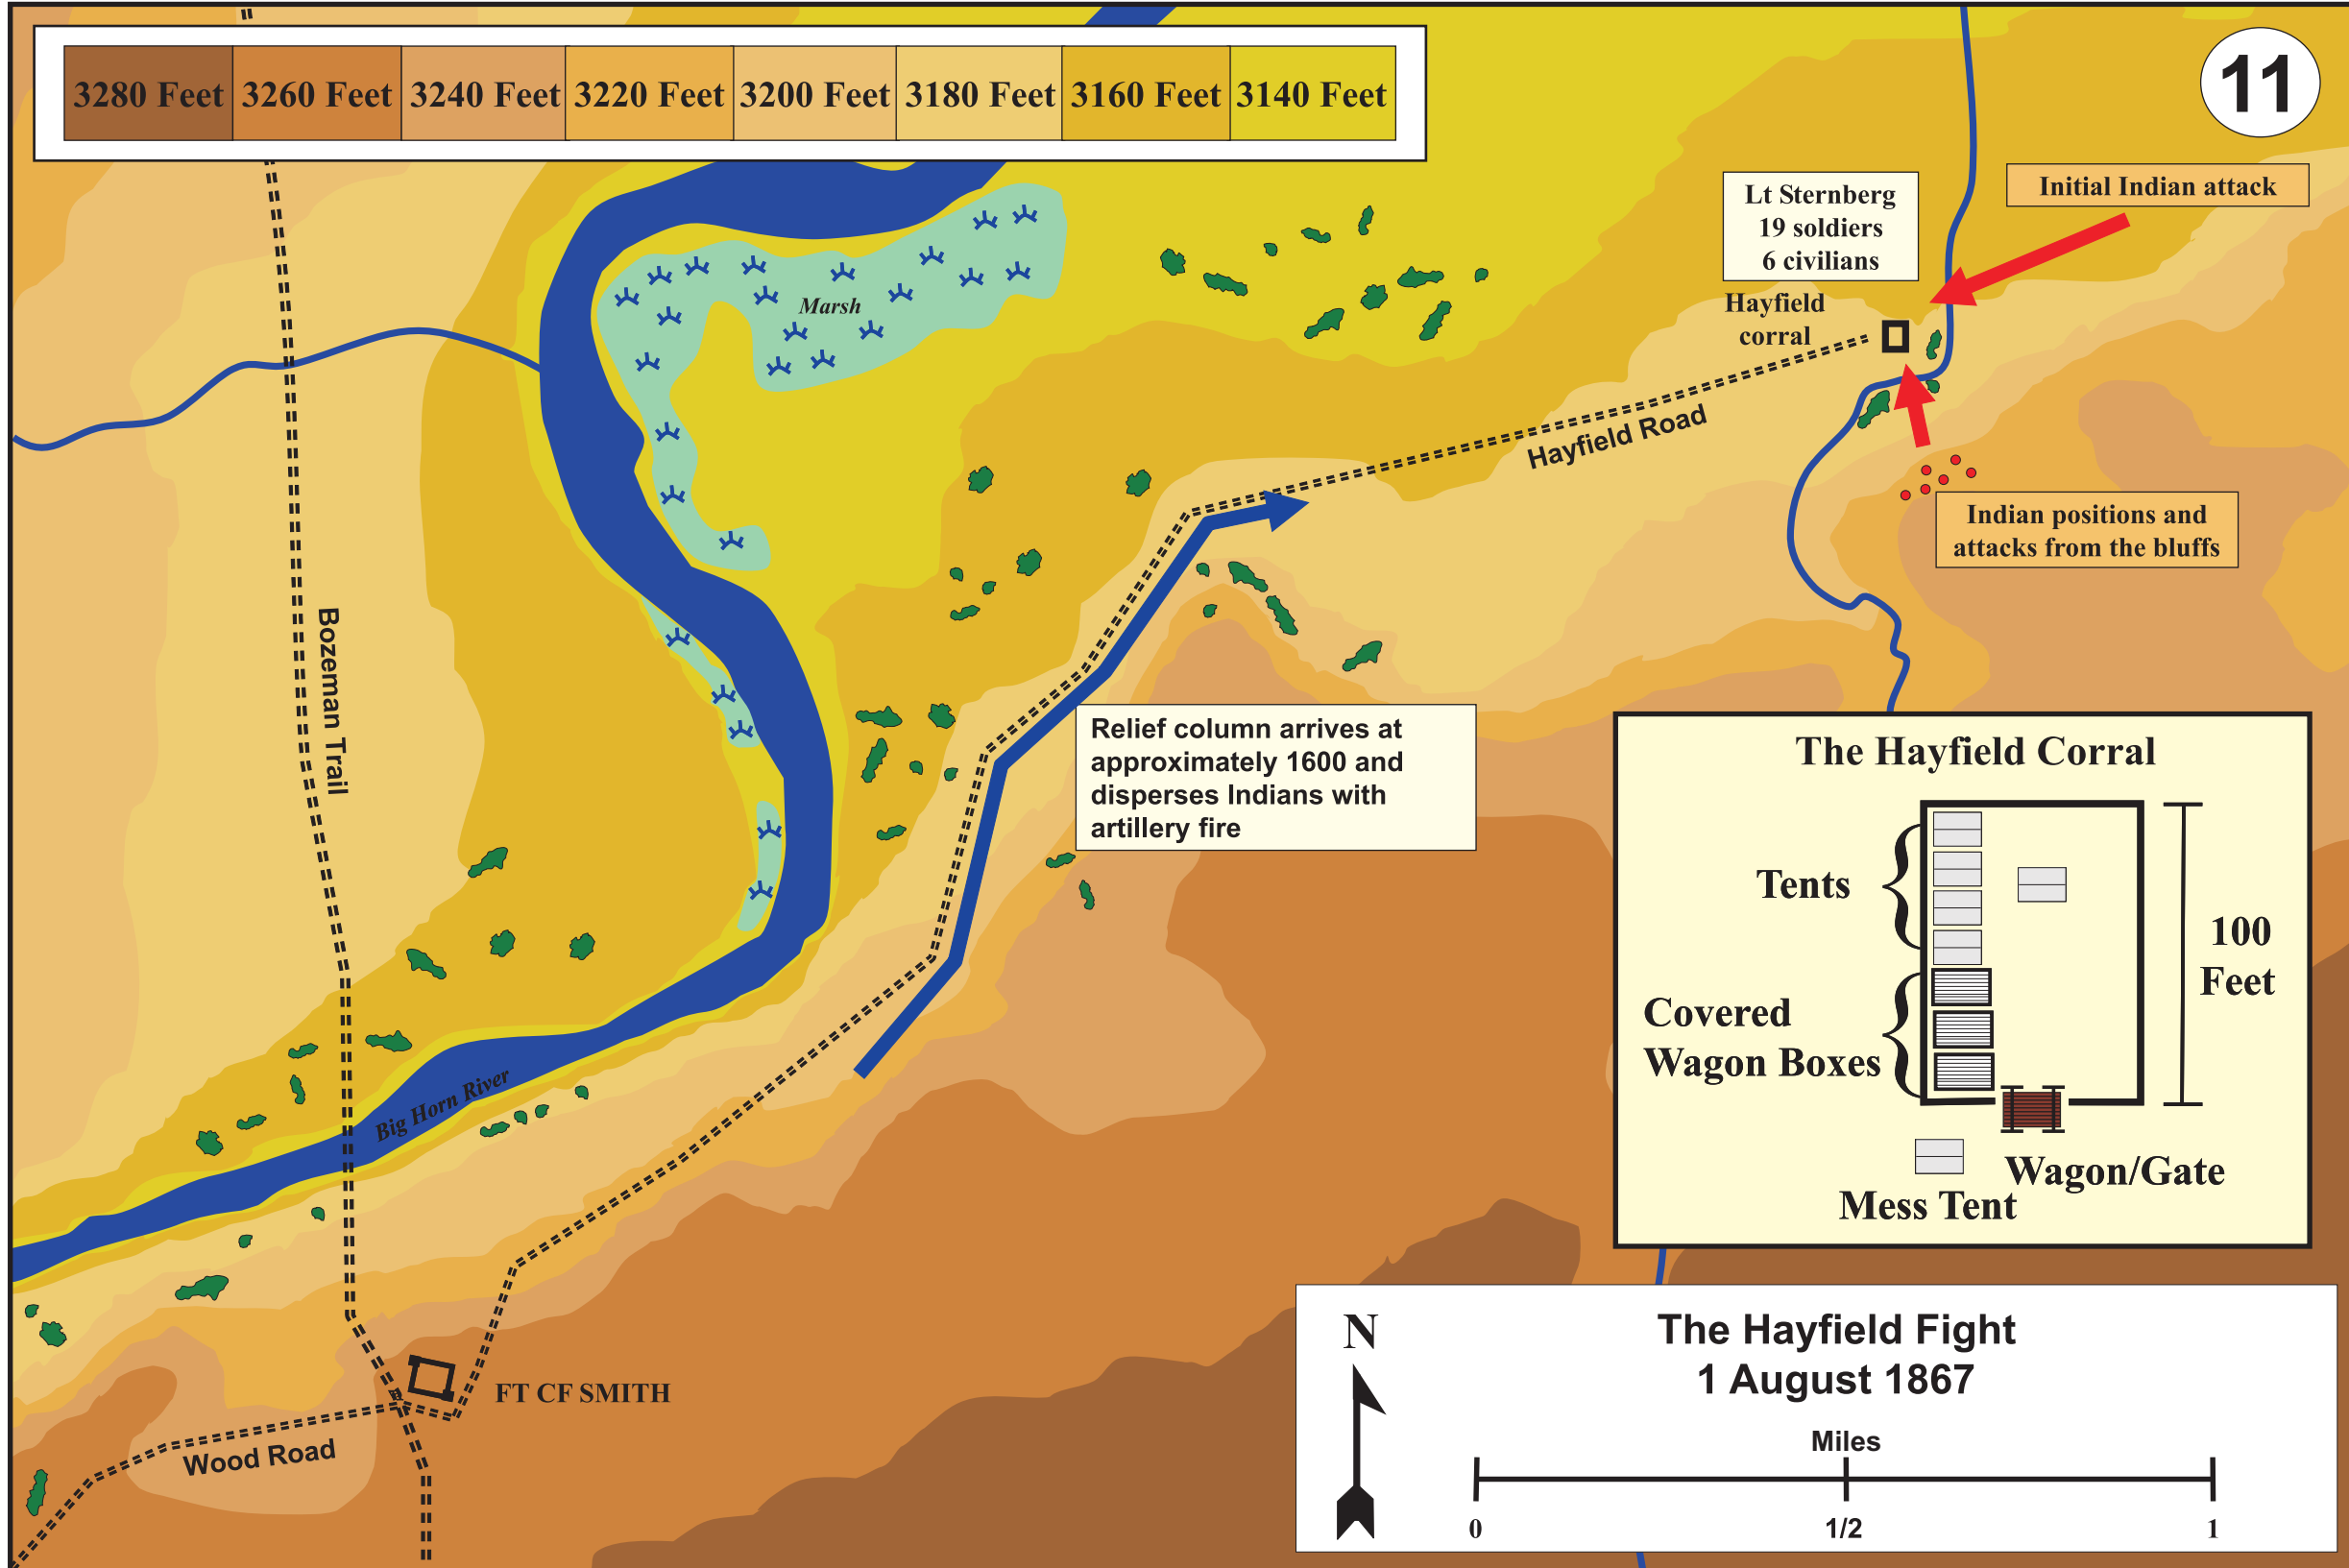 3280 Feet 3260 Feet 3240 Feet 3220 Feet 3200 Feet 3180 Feet 3160 Feet 3140 Feet
11
Lt Sternberg
19 soldiers
6 civilians
Initial Indian attack
Hayfield
corral
Marsh
Hayfield Road
Indian positions and
attacks from the bluffs
Bozeman Trail
Relief column arrives at
approximately 1600 and
disperses Indians with
artillery fire
The Hayfield Corral
Tents
100
Feet
Covered
Wagon Boxes
Wagon/Gate
Mess Tent
Big Horn River
FT CF SMITH
Wood Road
N
The Hayfield Fight
1 August 1867
Miles
0 1/2 1